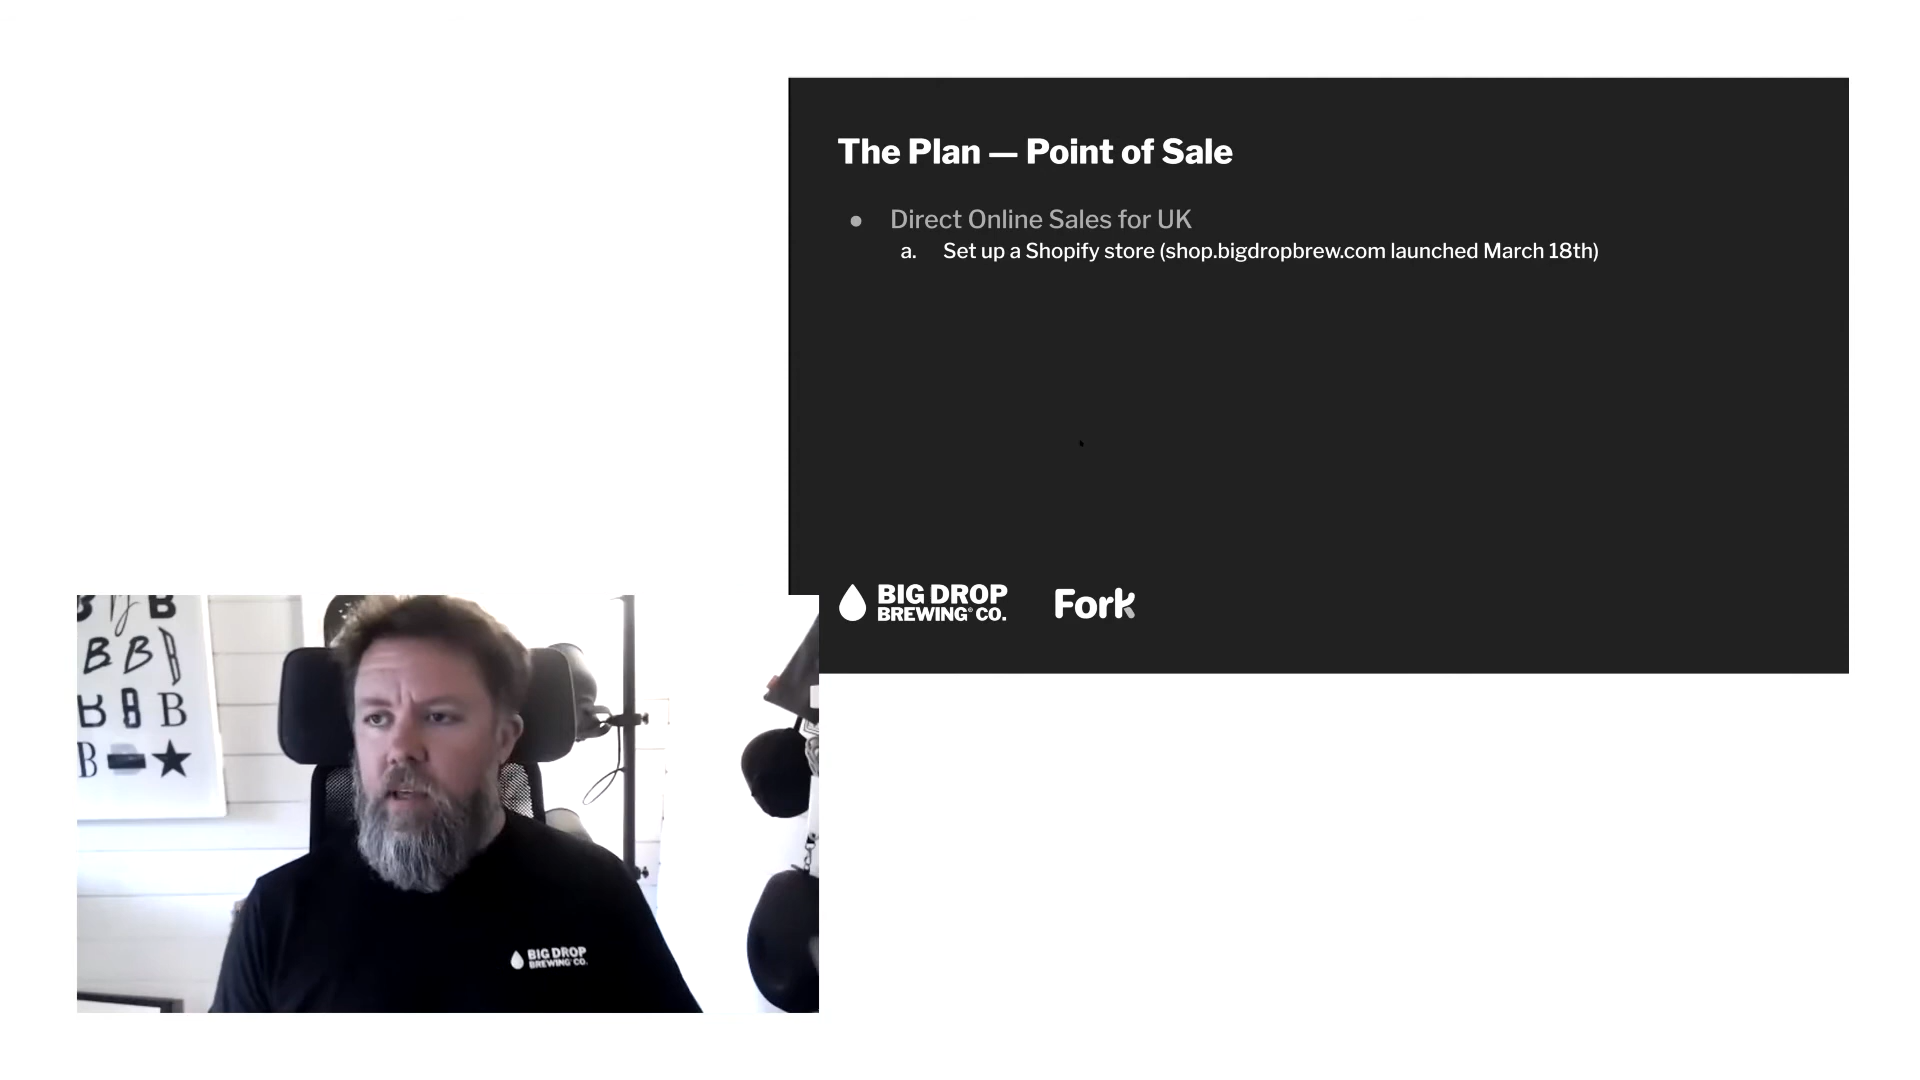 The Plan — Point of Sale
● Direct Online Sales for UK
a. Set up a Shopify store (shop.bigdropbrew.com launched March 18th)
BIG DROP
BREWING® CO.
Fork
B B B
B B
B B B
B
BIG DROP
BREWING® CO.